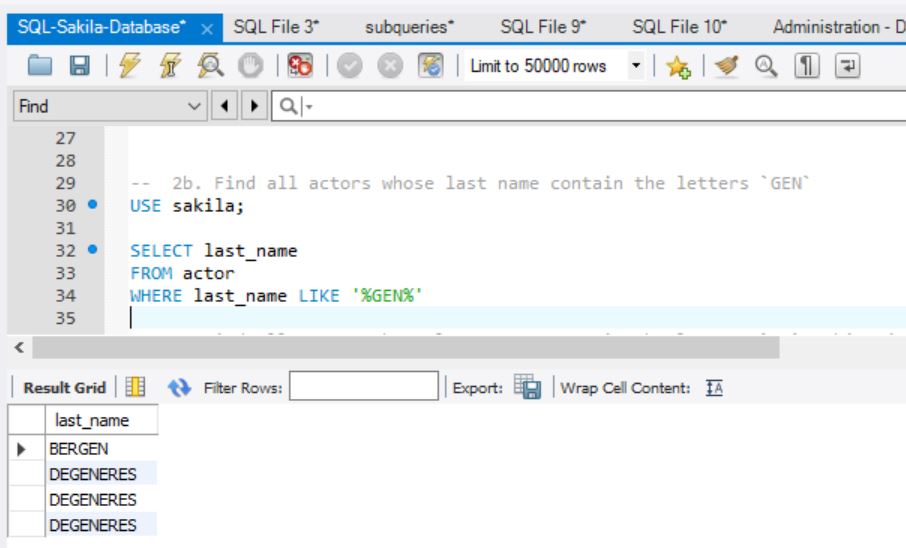 SQL-Sakila-Database* × SQL File 3* subqueries* SQL File 9* SQL File 10* Administration - D
Limit to 50000 rows
Find
27
28
29 -- 2b. Find all actors whose last name contain the letters `GEN`
30 USE sakila;
31
32 SELECT last_name
33 FROM actor
34 WHERE last_name LIKE '%GEN%'
35
Result Grid Filter Rows: Export: Wrap Cell Content: IA
last_name
BERGEN
DEGENERES
DEGENERES
DEGENERES